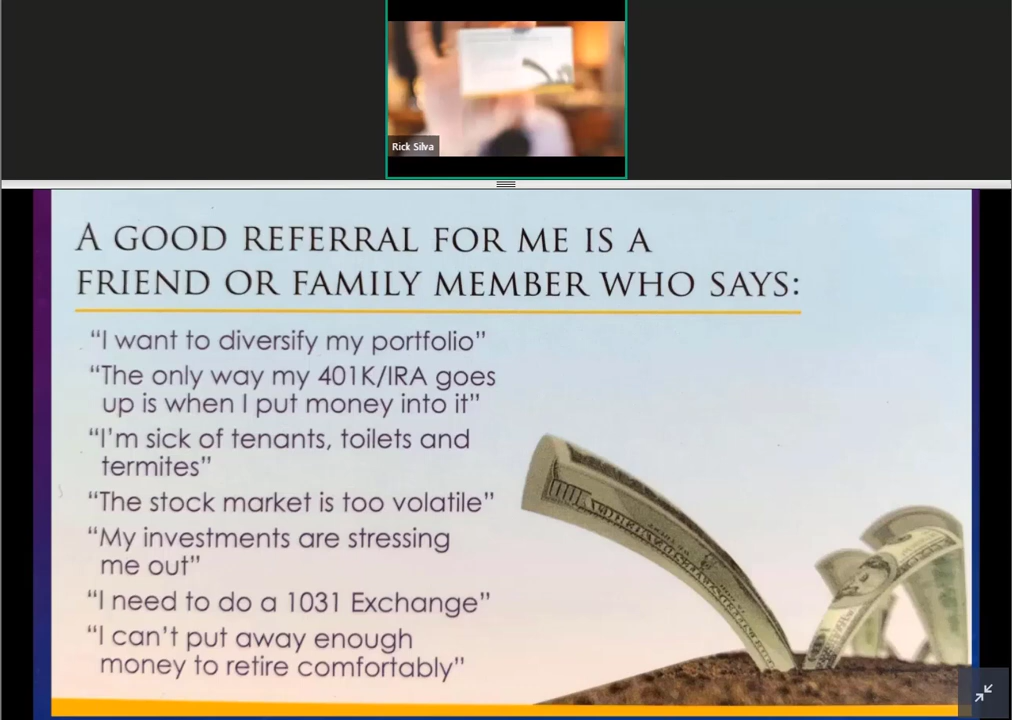 Rick Silva
A GOOD REFERRAL FOR ME IS A
FRIEND OR FAMILY MEMBER WHO SAYS:
“I want to diversify my portfolio”
“The only way my 401K/IRA goes
up is when I put money into it”
“I’m sick of tenants, toilets and
termites”
“The stock market is too volatile”
“My investments are stressing
me out”
“I need to do a 1031 Exchange”
“I can’t put away enough
money to retire comfortably”